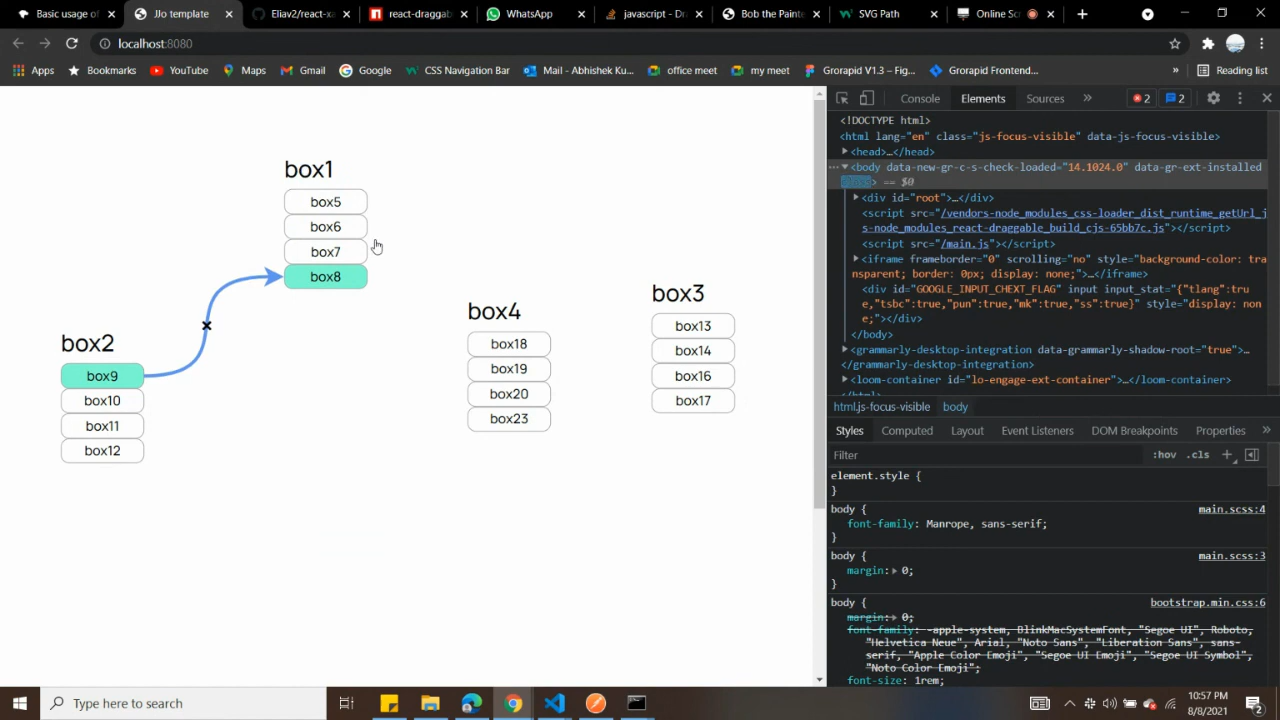 Basic usage of
JIo template
Eliav2/react-xa
react-draggab
WhatsApp
javascript - Dra
Bob the Painte
SVG Path
Online Scr
localhost:8080
Apps
Bookmarks
YouTube
Maps
Gmail
Google
CSS Navigation Bar
Mail - Abhishek Ku...
office meet
my meet
Grorapid V1.3 – Fig...
Grorapid Frontend...
»
Reading list
box1
box5
box6
box7
box8
box2
box9
box10
box11
box12
box4
box18
box19
box20
box23
box3
box13
box14
box16
box17
Console
Elements
Sources
»
2
2
<!DOCTYPE html>
<html lang="en" class="js-focus-visible" data-js-focus-visible>
<head>…</head>
<body data-new-gr-c-s-check-loaded="14.1024.0" data-gr-ext-installed
class> == $0
<div id="root">…</div>
<script src="/vendors-node_modules_css-loader_dist_runtime_getUrl_j
s-node_modules_react-draggable_build_cjs-65bb7c.js"></script>
<script src="/main.js"></script>
<iframe frameborder="0" scrolling="no" style="background-color: tra
nsparent; border: 0px; display: none;">…</iframe>
<div id="GOOGLE_INPUT_CHEXT_FLAG" input input_stat="{"tlang":tru
e,"tsbc":true,"pun":true,"mk":true,"ss":true}" style="display: non
e;"></div>
</body>
<grammarly-desktop-integration data-grammarly-shadow-root="true">…
</grammarly-desktop-integration>
<loom-container id="lo-engage-ext-container">…</loom-container>
html.js-focus-visible
body
Styles
Computed
Layout
Event Listeners
DOM Breakpoints
Properties
»
Filter
:hov
.cls
element.style {
}
body {
main.scss:4
font-family: Manrope, sans-serif;
}
body {
main.scss:3
margin: 0;
}
body {
bootstrap.min.css:6
margin: 0;
font-family: -apple-system, BlinkMacSystemFont, "Segoe UI", Roboto,
"Helvetica Neue", Arial, "Noto Sans", "Liberation Sans", sans-
serif, "Apple Color Emoji", "Segoe UI Emoji", "Segoe UI Symbol",
"Noto Color Emoji";
font-size: 1rem;
Type here to search
10:57 PM
8/8/2021
2